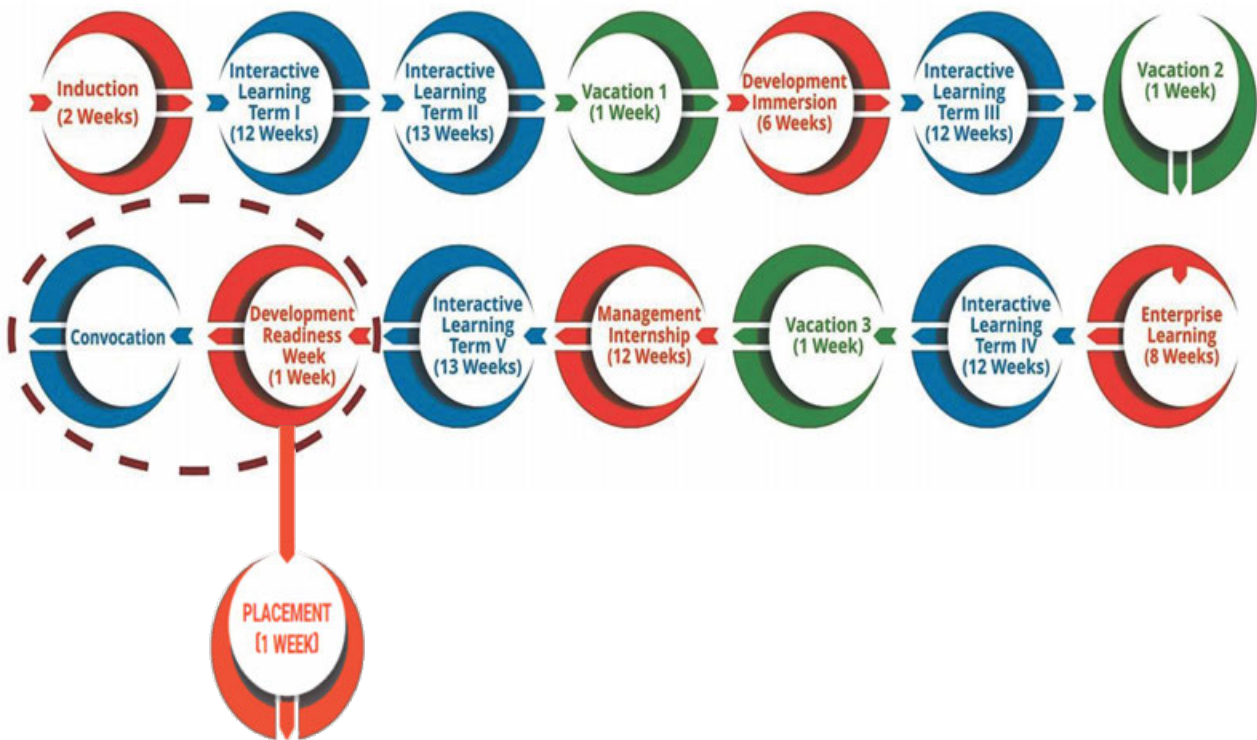 Induction
(2 Weeks)
Interactive
Learning
Term I
(12 Weeks)
Interactive
Learning
Term II
(13 Weeks)
Vacation 1
(1 Week)
Development
Immersion
(6 Weeks)
Interactive
Learning
Term III
(12 Weeks)
Vacation 2
(1 Week)
Enterprise
Learning
(8 Weeks)
Interactive
Learning
Term IV
(12 Weeks)
Vacation 3
(1 Week)
Management
Internship
(12 Weeks)
Interactive
Learning
Term V
(13 Weeks)
Development
Readiness
Week
(1 Week)
Convocation
PLACEMENT
(1 WEEK)